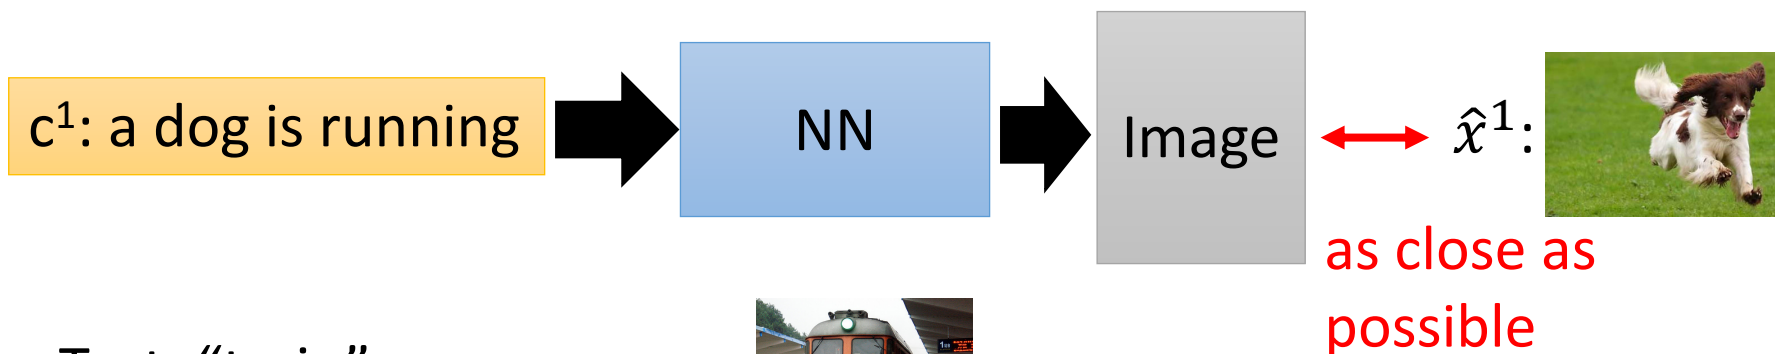 c¹: a dog is running
NN
Image
x̂¹:
as close as
possible